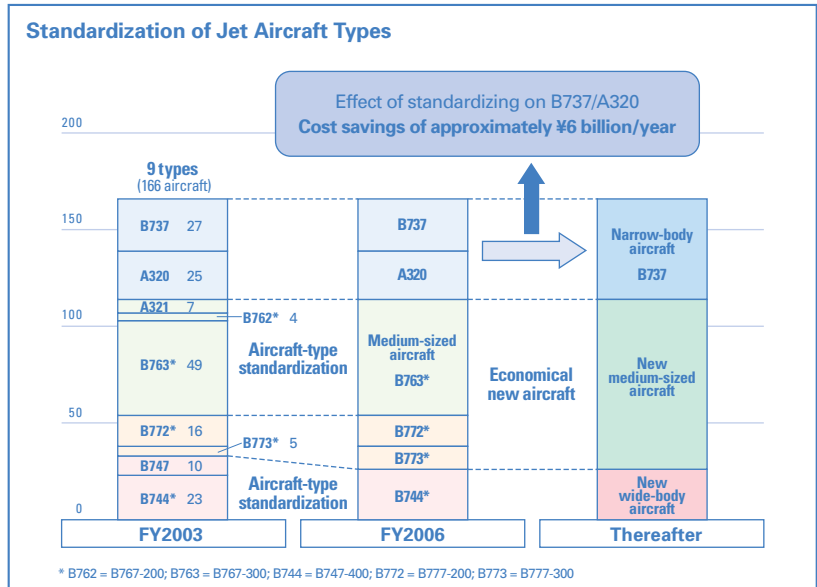 Standardization of Jet Aircraft Types
Effect of standardizing on B737/A320
Cost savings of approximately ¥6 billion/year
200
150
100
50
0
9 types
(166 aircraft)
B737 27
A320 25
A321 7
B762* 4
B763* 49
B772* 16
B773* 5
B747 10
B744* 23
Aircraft-type
standardization
Aircraft-type
standardization
B737
A320
Medium-sized
aircraft
B763*
B772*
B773*
B744*
Economical
new aircraft
Narrow-body
aircraft
B737
New
medium-sized
aircraft
New
wide-body
aircraft
FY2003
FY2006
Thereafter
* B762 = B767-200; B763 = B767-300; B744 = B747-400; B772 = B777-200; B773 = B777-300